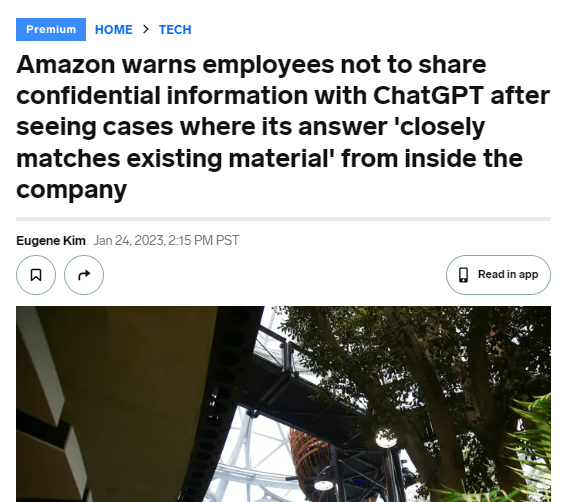 Premium HOME > TECH
Amazon warns employees not to share
confidential information with ChatGPT after
seeing cases where its answer 'closely
matches existing material' from inside the
company
Eugene Kim Jan 24, 2023, 2:15 PM PST
Read in app